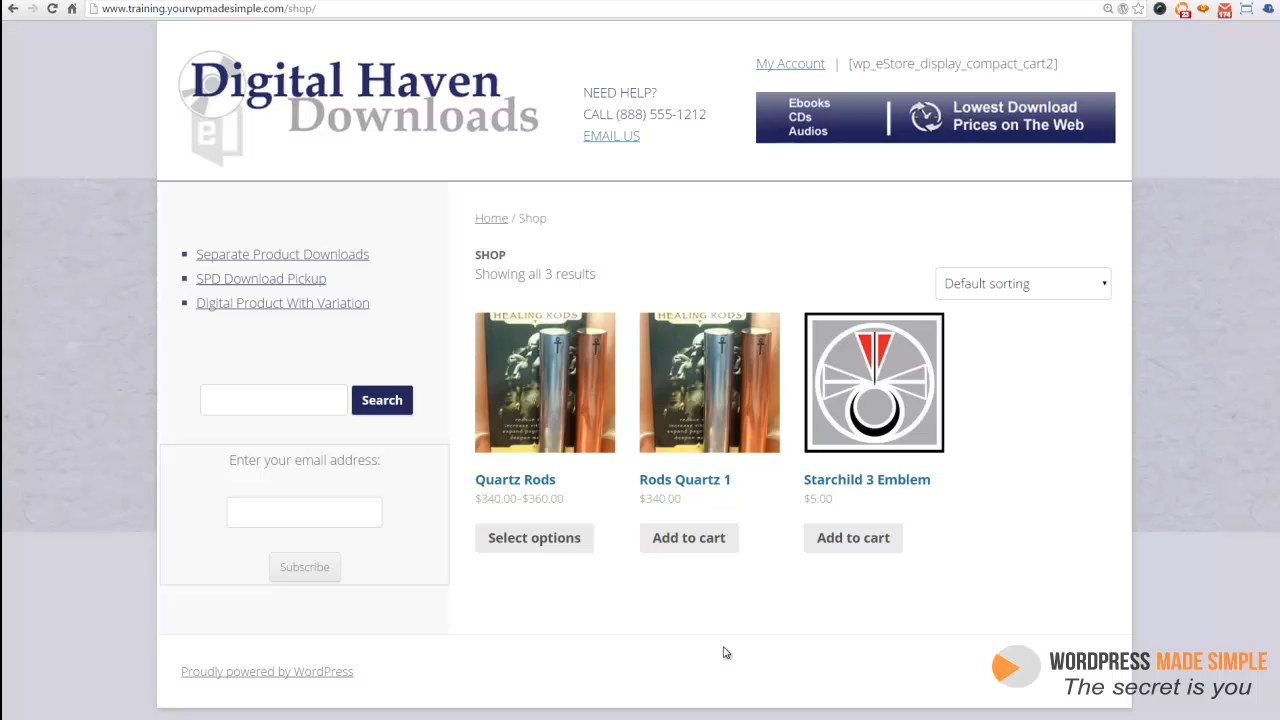 www.training.yourwpmadesimple.com/shop/
23
174
Digital Haven
Downloads
e
NEED HELP?
CALL (888) 555-1212
EMAIL US
My Account | [wp_eStore_display_compact_cart2]
Ebooks
CDs
Audios
Lowest Download
Prices on The Web
Separate Product Downloads
SPD Download Pickup
Digital Product With Variation
Search
Enter your email address:
Subscribe
Home / Shop
SHOP
Showing all 3 results
Default sorting
HEALING RODS
HEALING RODS
Quartz Rods
$340.00–$360.00
Select options
Rods Quartz 1
$340.00
Add to cart
Starchild 3 Emblem
$5.00
Add to cart
Proudly powered by WordPress
WORDPRESS MADE SIMPLE
The secret is you